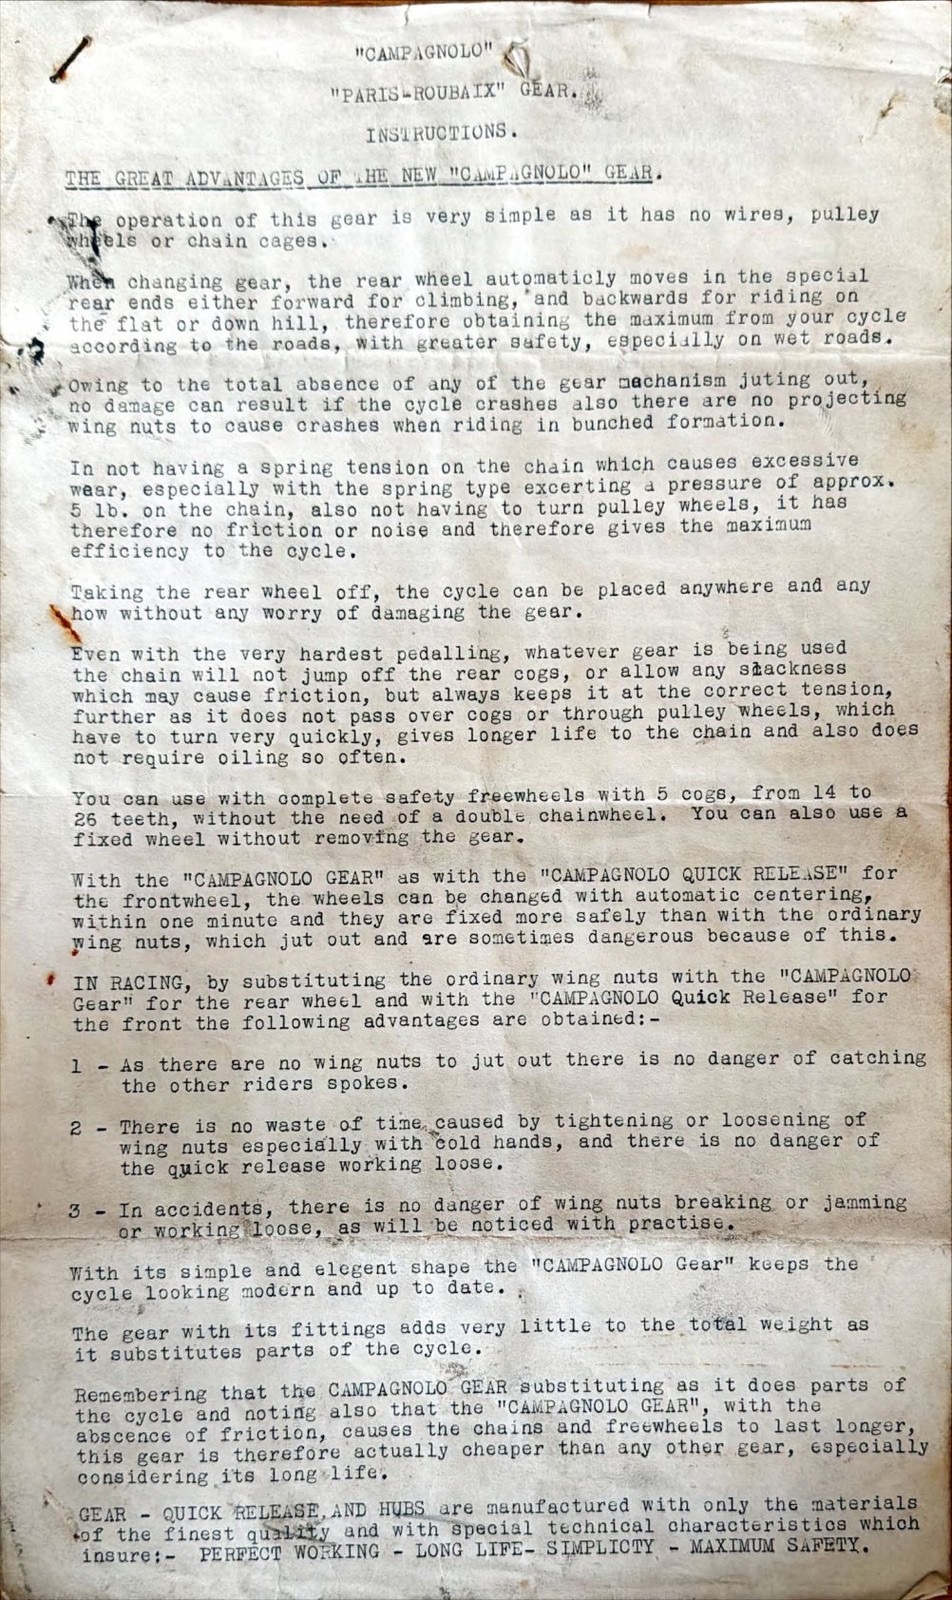 "CAMPAGNOLO"
"PARIS-ROUBAIX" GEAR.
INSTRUCTIONS.
THE GREAT ADVANTAGES OF THE NEW "CAMPAGNOLO" GEAR.
The operation of this gear is very simple as it has no wires, pulley
wheels or chain cages.
When changing gear, the rear wheel automaticly moves in the special
rear ends either forward for climbing, and backwards for riding on
the flat or down hill, therefore obtaining the maximum from your cycle
according to the roads, with greater safety, especially on wet roads.
Owing to the total absence of any of the gear machanism juting out,
no damage can result if the cycle crashes also there are no projecting
wing nuts to cause crashes when riding in bunched formation.
In not having a spring tension on the chain which causes excessive
wear, especially with the spring type excerting a pressure of approx.
5 lb. on the chain, also not having to turn pulley wheels, it has
therefore no friction or noise and therefore gives the maximum
efficiency to the cycle.
Taking the rear wheel off, the cycle can be placed anywhere and any
how without any worry of damaging the gear.
Even with the very hardest pedalling, whatever gear is being used
the chain will not jump off the rear cogs, or allow any slackness
which may cause friction, but always keeps it at the correct tension,
further as it does not pass over cogs or through pulley wheels, which
have to turn very quickly, gives longer life to the chain and also does
not require oiling so often.
You can use with complete safety freewheels with 5 cogs, from 14 to
26 teeth, without the need of a double chainwheel. You can also use a
fixed wheel without removing the gear.
With the "CAMPAGNOLO GEAR" as with the "CAMPAGNOLO QUICK RELEASE" for
the frontwheel, the wheels can be changed with automatic centering,
within one minute and they are fixed more safely than with the ordinary
wing nuts, which jut out and are sometimes dangerous because of this.
IN RACING, by substituting the ordinary wing nuts with the "CAMPAGNOLO
Gear" for the rear wheel and with the "CAMPAGNOLO Quick Release" for
the front the following advantages are obtained:-
1 - As there are no wing nuts to jut out there is no danger of catching
the other riders spokes.
2 - There is no waste of time caused by tightening or loosening of
wing nuts especially with cold hands, and there is no danger of
the quick release working loose.
3 - In accidents, there is no danger of wing nuts breaking or jamming
or working loose, as will be noticed with practise.
With its simple and elegent shape the "CAMPAGNOLO Gear" keeps the
cycle looking modern and up to date.
The gear with its fittings adds very little to the total weight as
it substitutes parts of the cycle.
Remembering that the CAMPAGNOLO GEAR substituting as it does parts of
the cycle and noting also that the "CAMPAGNOLO GEAR", with the
abscence of friction, causes the chains and freewheels to last longer,
this gear is therefore actually cheaper than any other gear, especially
considering its long life.
GEAR - QUICK RELEASE, AND HUBS are manufactured with only the materials
of the finest quality and with special technical characteristics which
insure:- PERFECT WORKING - LONG LIFE- SIMPLICTY - MAXIMUM SAFETY.